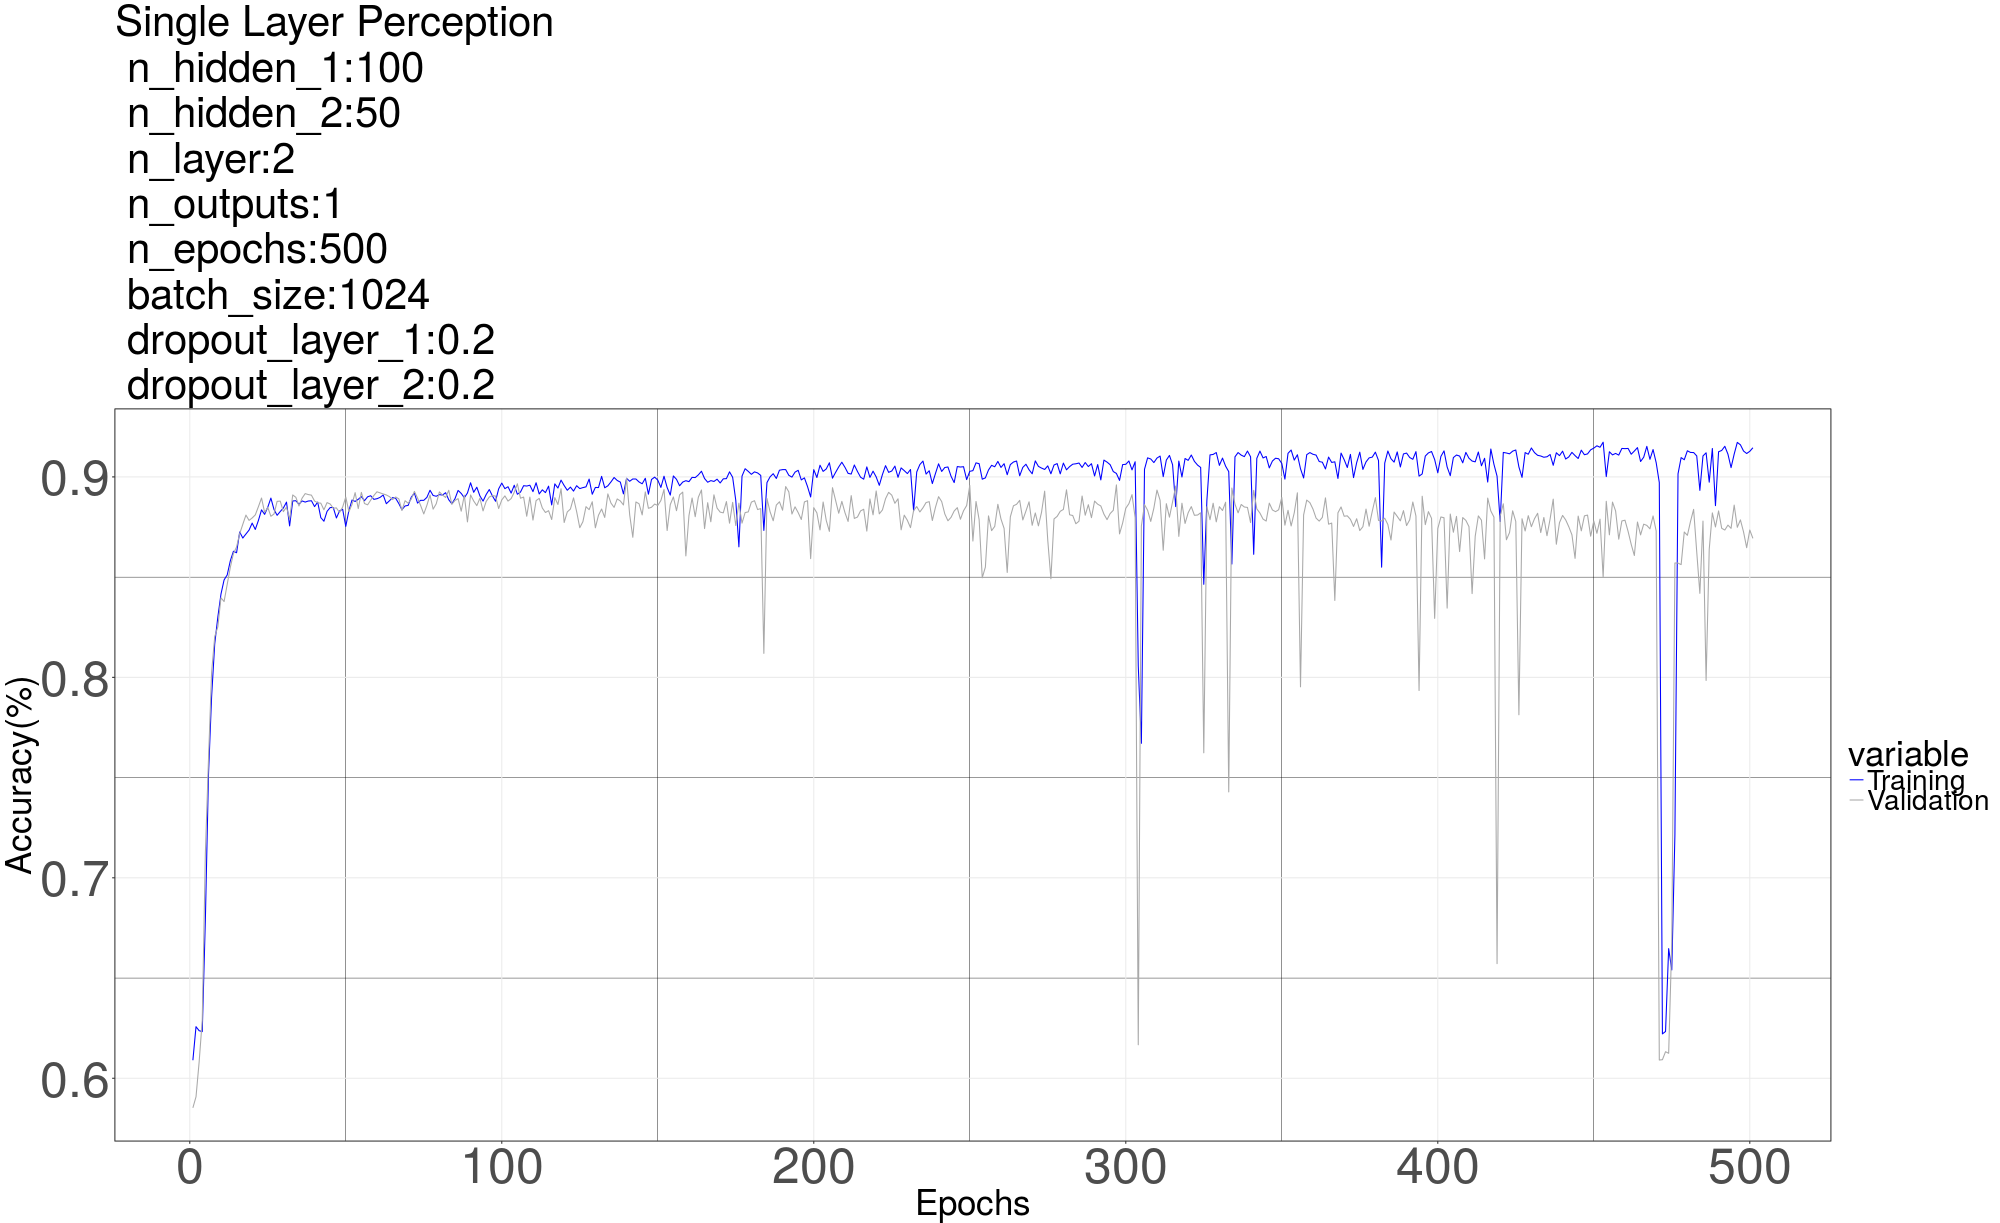 Single Layer Perception
n_hidden_1:100
n_hidden_2:50
n_layer:2
n_outputs:1
n_epochs:500
batch_size:1024
dropout_layer_1:0.2
dropout_layer_2:0.2
0.9
0.8
0.7
0.6
Accuracy(%)
0 100 200 300 400 500
Epochs
variable
Training
Validation